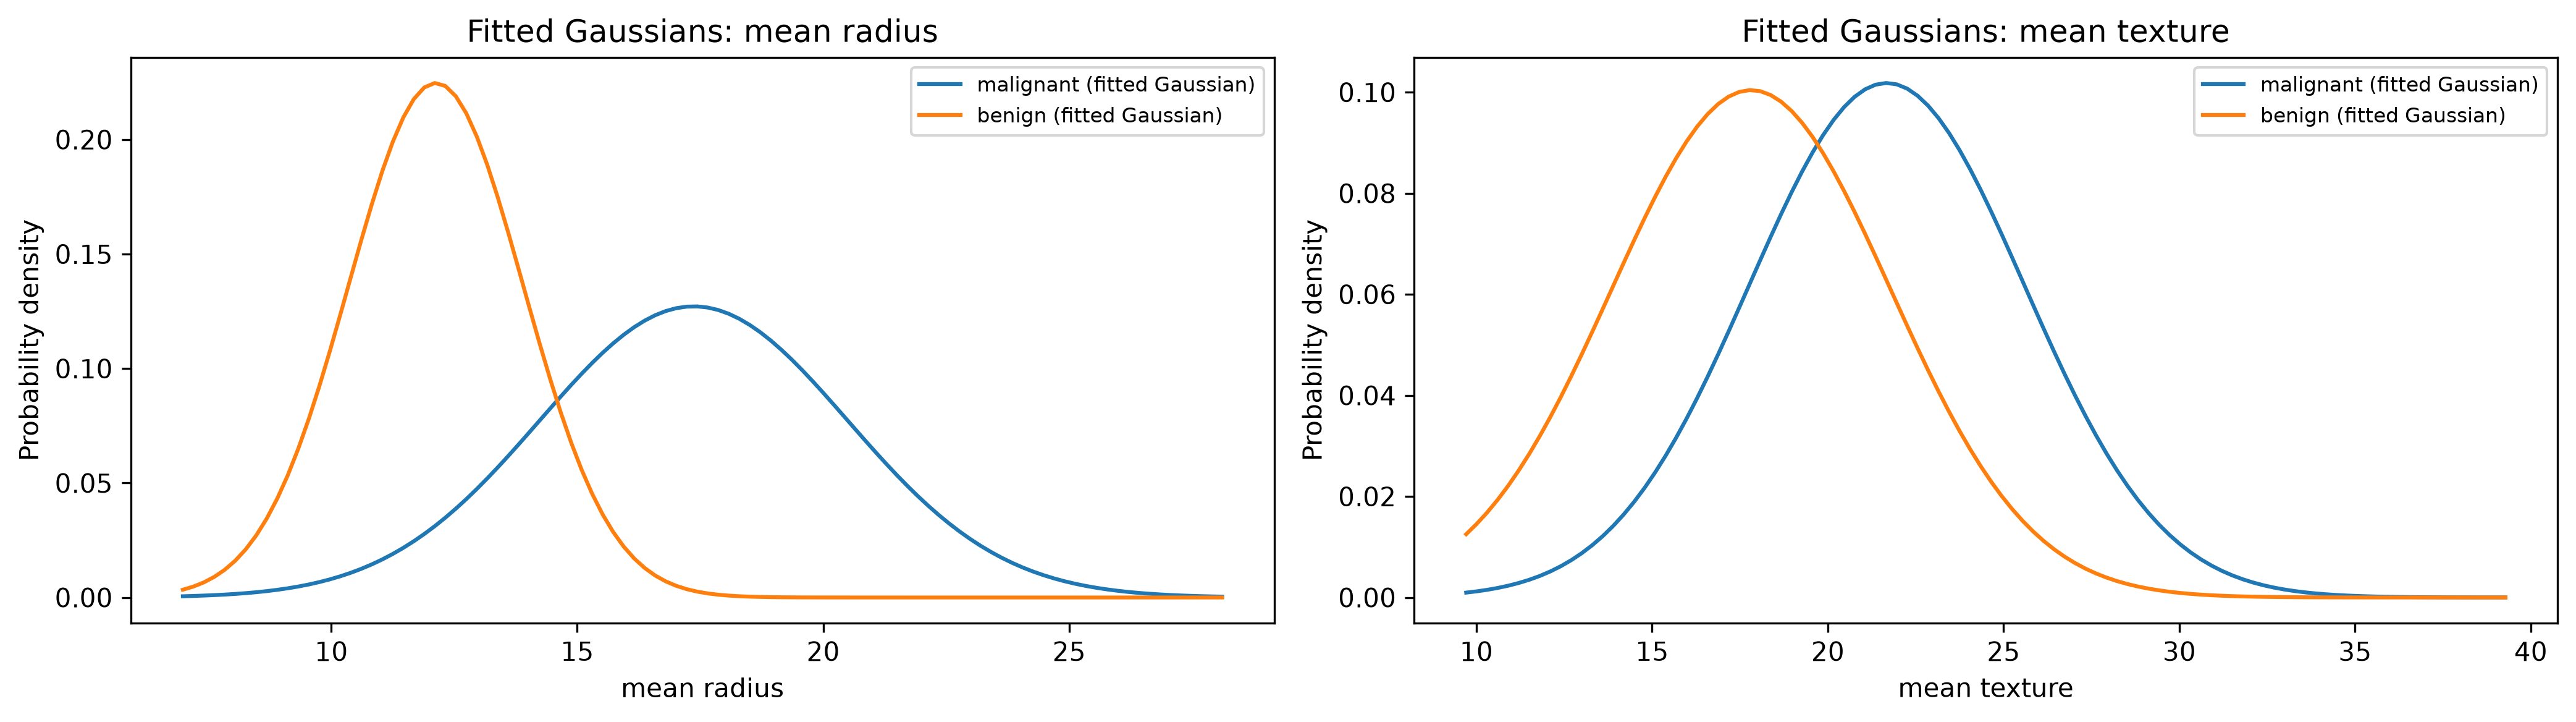 Fitted Gaussians: mean radius
malignant (fitted Gaussian)
benign (fitted Gaussian)
Probability density
0.20
0.15
0.10
0.05
0.00
10 15 20 25
mean radius
Fitted Gaussians: mean texture
malignant (fitted Gaussian)
benign (fitted Gaussian)
Probability density
0.10
0.08
0.06
0.04
0.02
0.00
10 15 20 25 30 35 40
mean texture